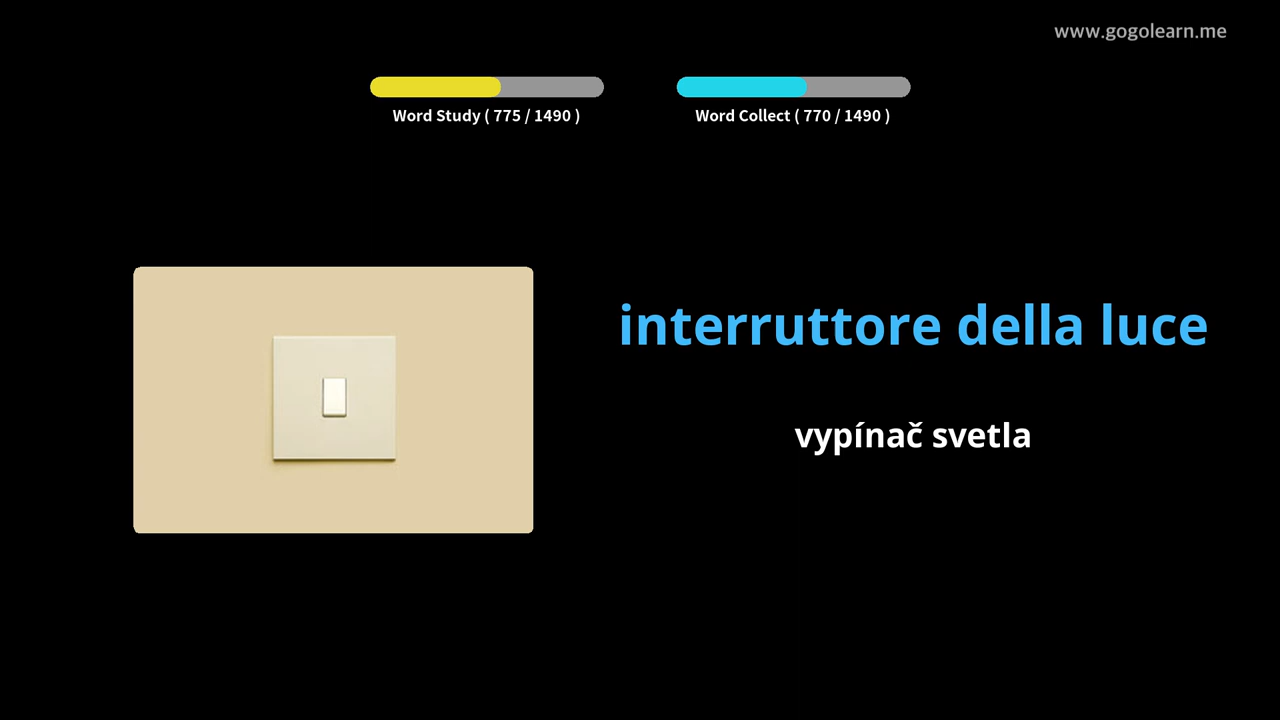 www.gogolearn.me
Word Study ( 775 / 1490 )
Word Collect ( 770 / 1490 )
interruttore della luce
vypínač svetla